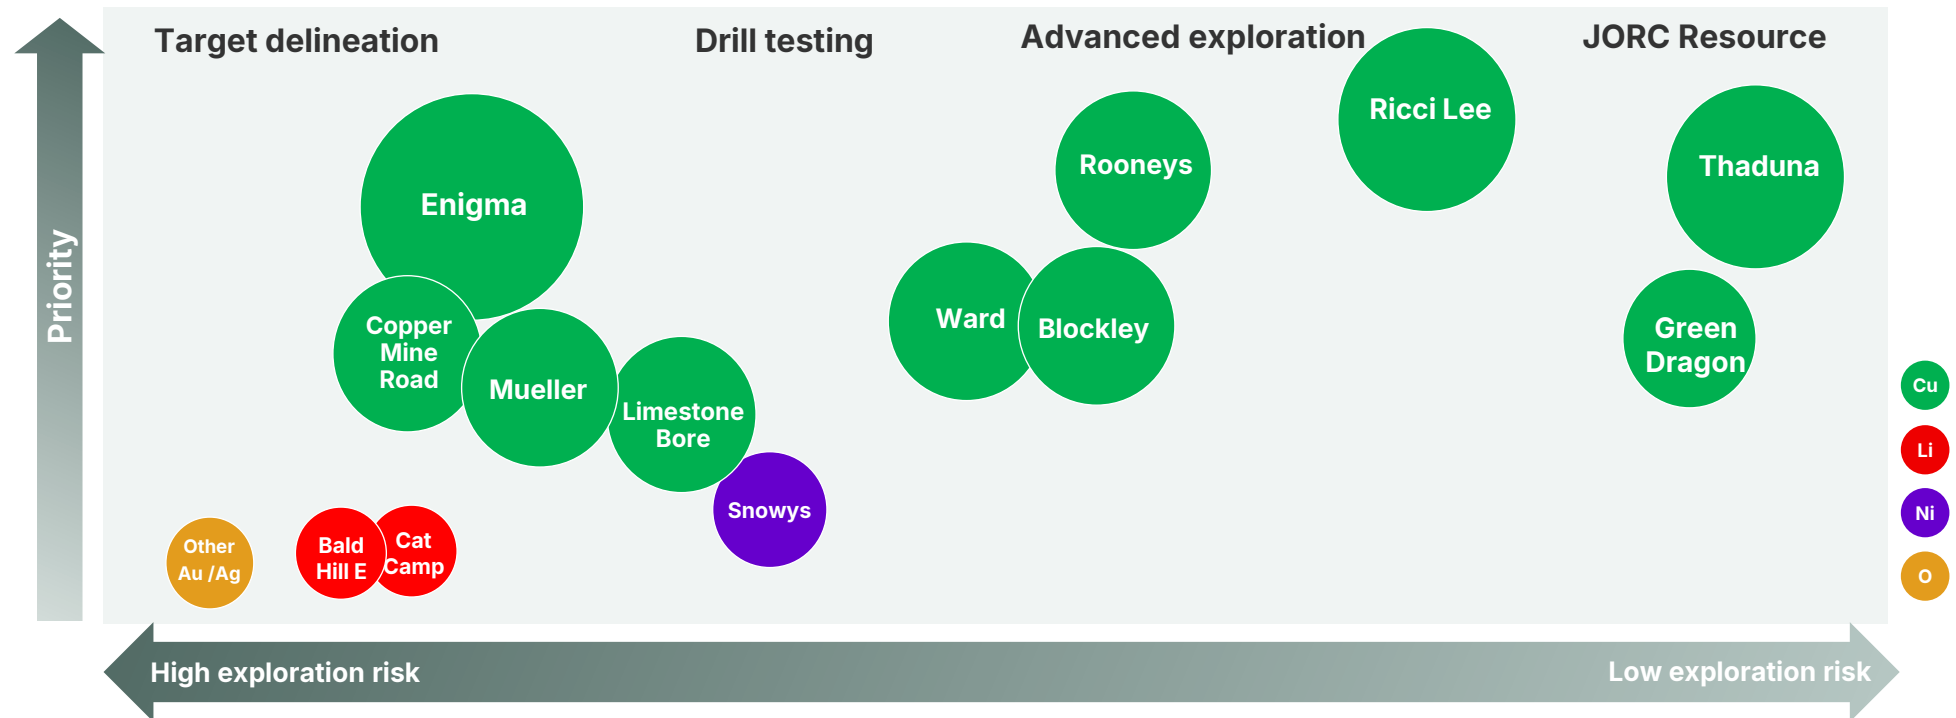 Target delineation
Drill testing
Advanced exploration
JORC Resource
Priority
Enigma
Rooneys
Ricci Lee
Thaduna
Copper
Mine
Road
Mueller
Limestone
Bore
Ward
Blockley
Green
Dragon
Snowys
Other
Au /Ag
Bald
Hill E
Cat
Camp
Cu
Li
Ni
O
High exploration risk
Low exploration risk